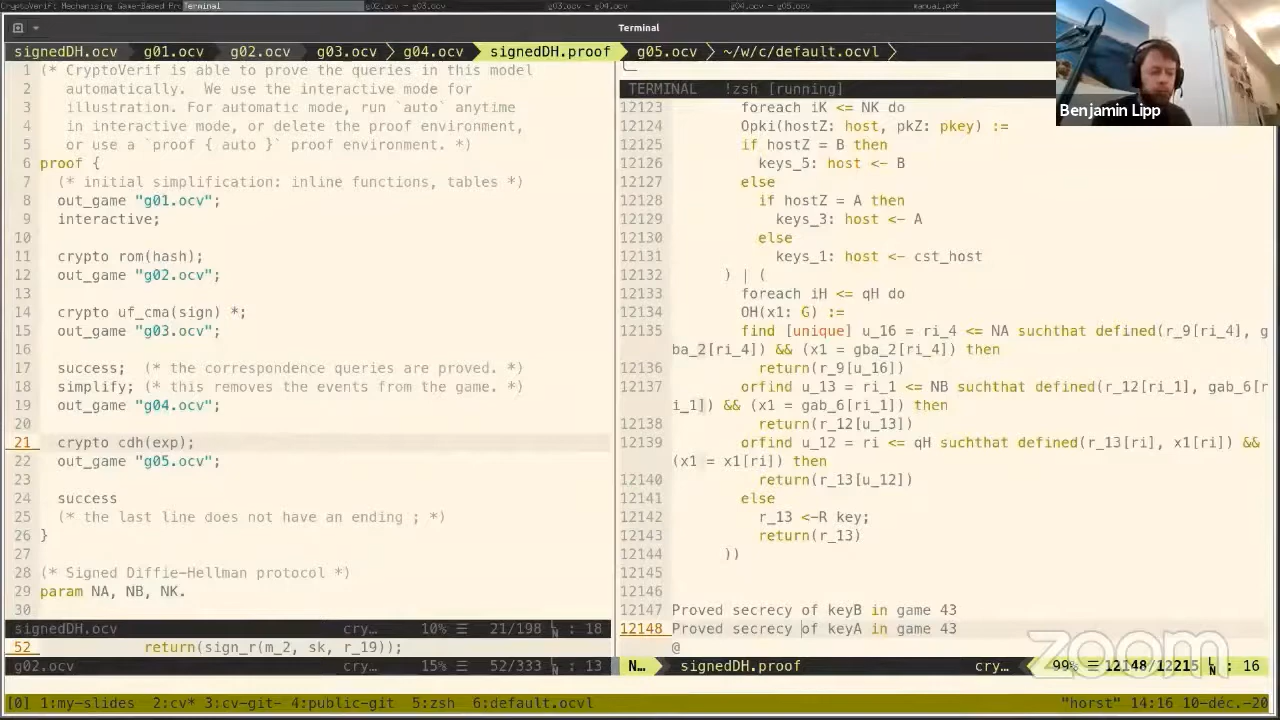 CryptoVerif: Mechanising Game-Based Pr Terminal g02.ocv — g03.ocv g03.ocv — g04.ocv g04.ocv — g05.ocv manual.pdf
Terminal
signedDH.ocv g01.ocv g02.ocv g03.ocv g04.ocv signedDH.proof g05.ocv ~/w/c/default.ocvl
1 (* CryptoVerif is able to prove the queries in this model
2 automatically. We use the interactive mode for
3 illustration. For automatic mode, run `auto` anytime
4 in interactive mode, or delete the proof environment,
5 or use a `proof { auto }` proof environment. *)
6 proof {
7 (* initial simplification: inline functions, tables *)
8 out_game "g01.ocv";
9 interactive;
10
11 crypto rom(hash);
12 out_game "g02.ocv";
13
14 crypto uf_cma(sign) *;
15 out_game "g03.ocv";
16
17 success; (* the correspondence queries are proved. *)
18 simplify; (* this removes the events from the game. *)
19 out_game "g04.ocv";
20
21 crypto cdh(exp);
22 out_game "g05.ocv";
23
24 success
25 (* the last line does not have an ending ; *)
26 }
27
28 (* Signed Diffie-Hellman protocol *)
29 param NA, NB, NK.
30
signedDH.ocv cry… 10% ☰ 21/198 : 18
52 return(sign_r(m_2, sk, r_19));
g02.ocv cry… 15% ☰ 52/333 : 13
TERMINAL !zsh [running]
12123 foreach iK <= NK do
12124 Opki(hostZ: host, pkZ: pkey) :=
12125 if hostZ = B then
12126 keys_5: host <- B
12127 else
12128 if hostZ = A then
12129 keys_3: host <- A
12130 else
12131 keys_1: host <- cst_host
12132 ) | (
12133 foreach iH <= qH do
12134 OH(x1: G) :=
12135 find [unique] u_16 = ri_4 <= NA suchthat defined(r_9[ri_4], g
ba_2[ri_4]) && (x1 = gba_2[ri_4]) then
12136 return(r_9[u_16])
12137 orfind u_13 = ri_1 <= NB suchthat defined(r_12[ri_1], gab_6[r
i_1]) && (x1 = gab_6[ri_1]) then
12138 return(r_12[u_13])
12139 orfind u_12 = ri <= qH suchthat defined(r_13[ri], x1[ri]) &&
(x1 = x1[ri]) then
12140 return(r_13[u_12])
12141 else
12142 r_13 <-R key;
12143 return(r_13)
12144 ))
12145
12146
12147 Proved secrecy of keyB in game 43
12148 Proved secrecy of keyA in game 43
@
N… signedDH.proof cry… 99% ☰ 12148/12215 : 16
[0] 1:my-slides 2:cv* 3:cv-git- 4:public-git 5:zsh 6:default.ocvl "horst" 14:16 10-déc.-20
Benjamin Lipp
zoom